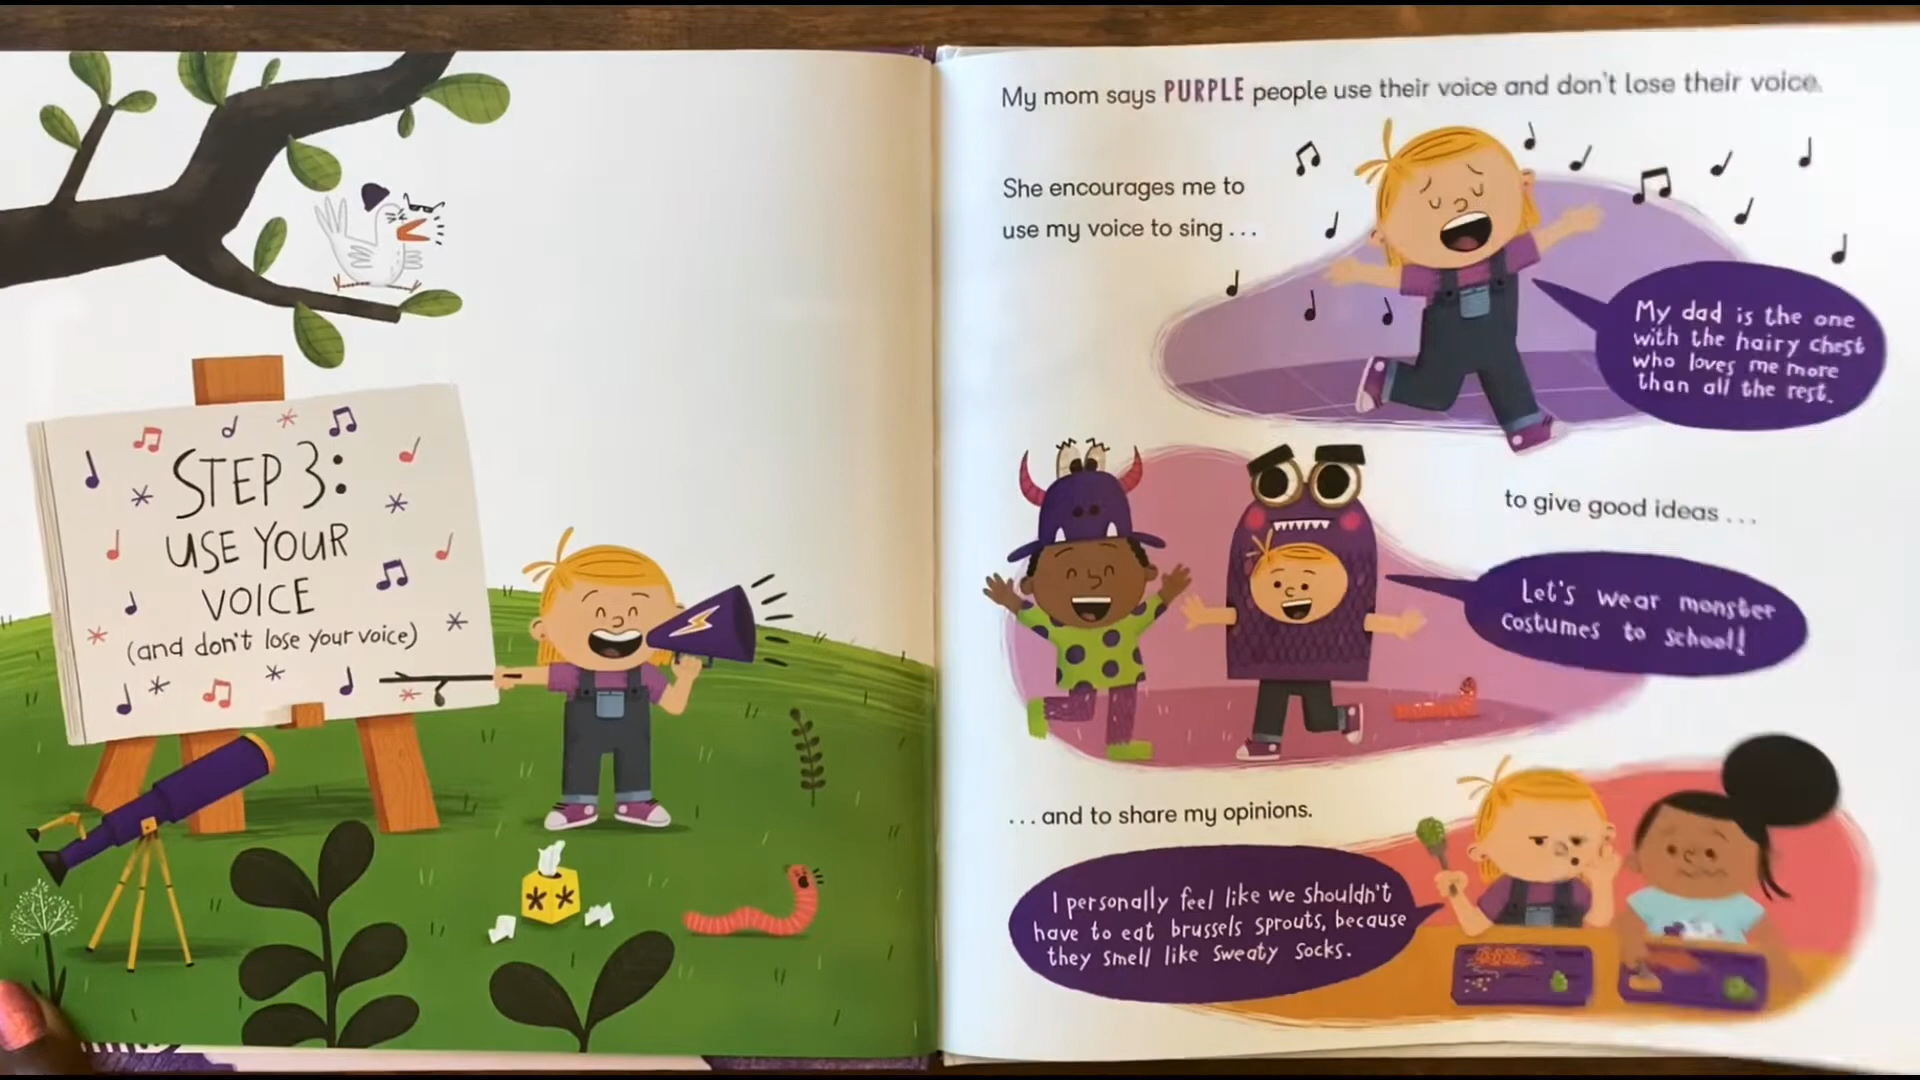 STEP 3:
USE YOUR
VOICE
(and don't lose your voice)
My mom says PURPLE people use their voice and don't lose their voice.
She encourages me to
use my voice to sing . . .
My dad is the one
with the hairy chest
who loves me more
than all the rest.
to give good ideas . . .
Let's wear monster
costumes to school!
. . . and to share my opinions.
I personally feel like we shouldn't
have to eat brussels sprouts, because
they smell like sweaty socks.